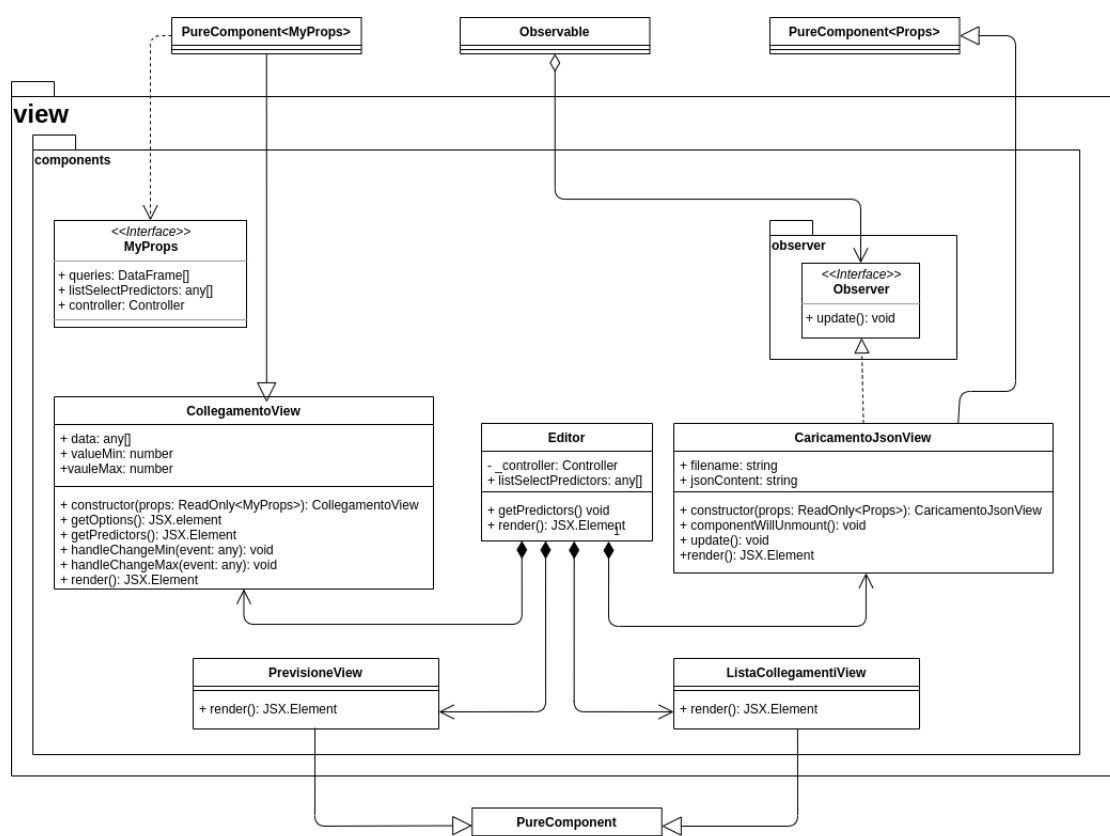 PureComponent<MyProps>
Observable
PureComponent<Props>
view
components
<<Interface>>
MyProps
+ queries: DataFrame[]
+ listSelectPredictors: any[]
+ controller: Controller
observer
<<Interface>>
Observer
+ update(): void
CollegamentoView
+ data: any[]
+ valueMin: number
+vauleMax: number
+ constructor(props: ReadOnly<MyProps>): CollegamentoView
+ getOptions(): JSX.element
+ getPredictors(): JSX.Element
+ handleChangeMin(event: any): void
+ handleChangeMax(event: any): void
+ render(): JSX.Element
Editor
- _controller: Controller
+ listSelectPredictors: any[]
+ getPredictors() void
+ render(): JSX.Element
1
CaricamentoJsonView
+ filename: string
+ jsonContent: string
+ constructor(props: ReadOnly<Props>): CaricamentoJsonView
+ componentWillUnmount(): void
+ update(): void
+render(): JSX.Element
PrevisioneView
+ render(): JSX.Element
ListaCollegamentiView
+ render(): JSX.Element
PureComponent